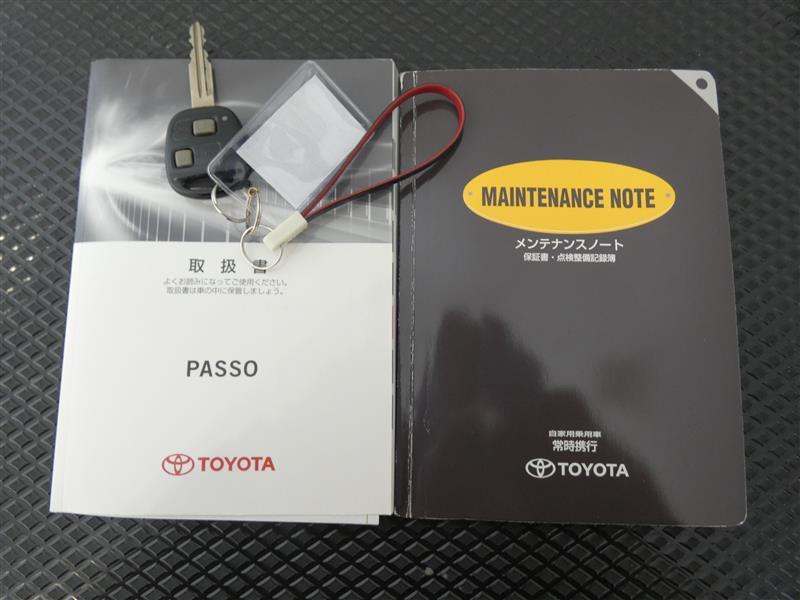 取扱書
よくお読みになってご使用ください。
取扱書は車の中に保管しましょう。
PASSO
TOYOTA
MAINTENANCE NOTE
メンテナンスノート
保証書・点検整備記録簿
自家用乗用車
常時携行
TOYOTA